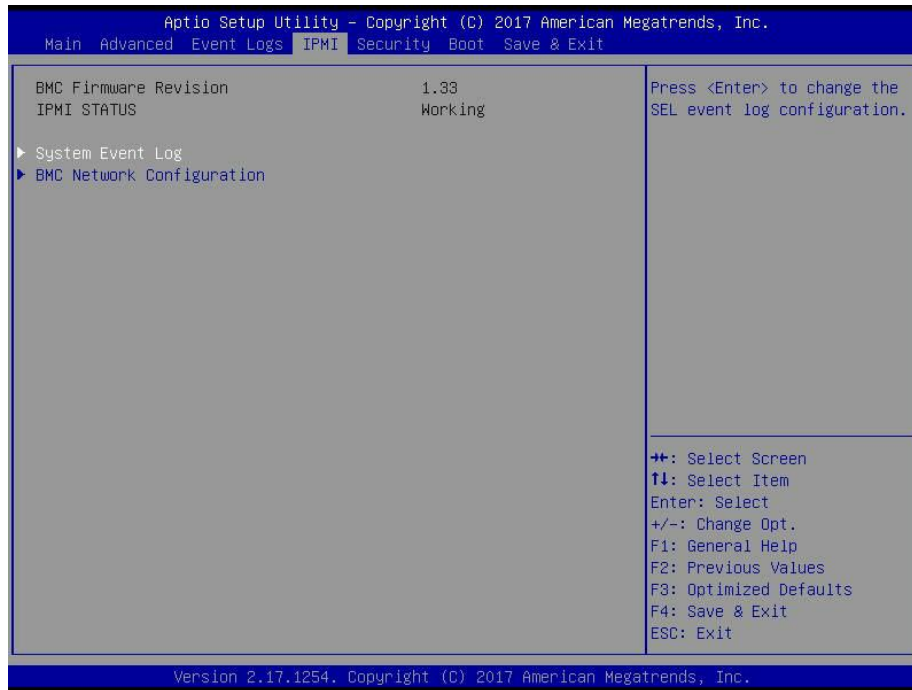 Aptio Setup Utility – Copyright (C) 2017 American Megatrends, Inc.
Main Advanced Event Logs IPMI Security Boot Save & Exit
BMC Firmware Revision 1.33
IPMI STATUS Working
System Event Log
BMC Network Configuration
Press <Enter> to change the
SEL event log configuration.
→←: Select Screen
↑↓: Select Item
Enter: Select
+/-: Change Opt.
F1: General Help
F2: Previous Values
F3: Optimized Defaults
F4: Save & Exit
ESC: Exit
Version 2.17.1254. Copyright (C) 2017 American Megatrends, Inc.